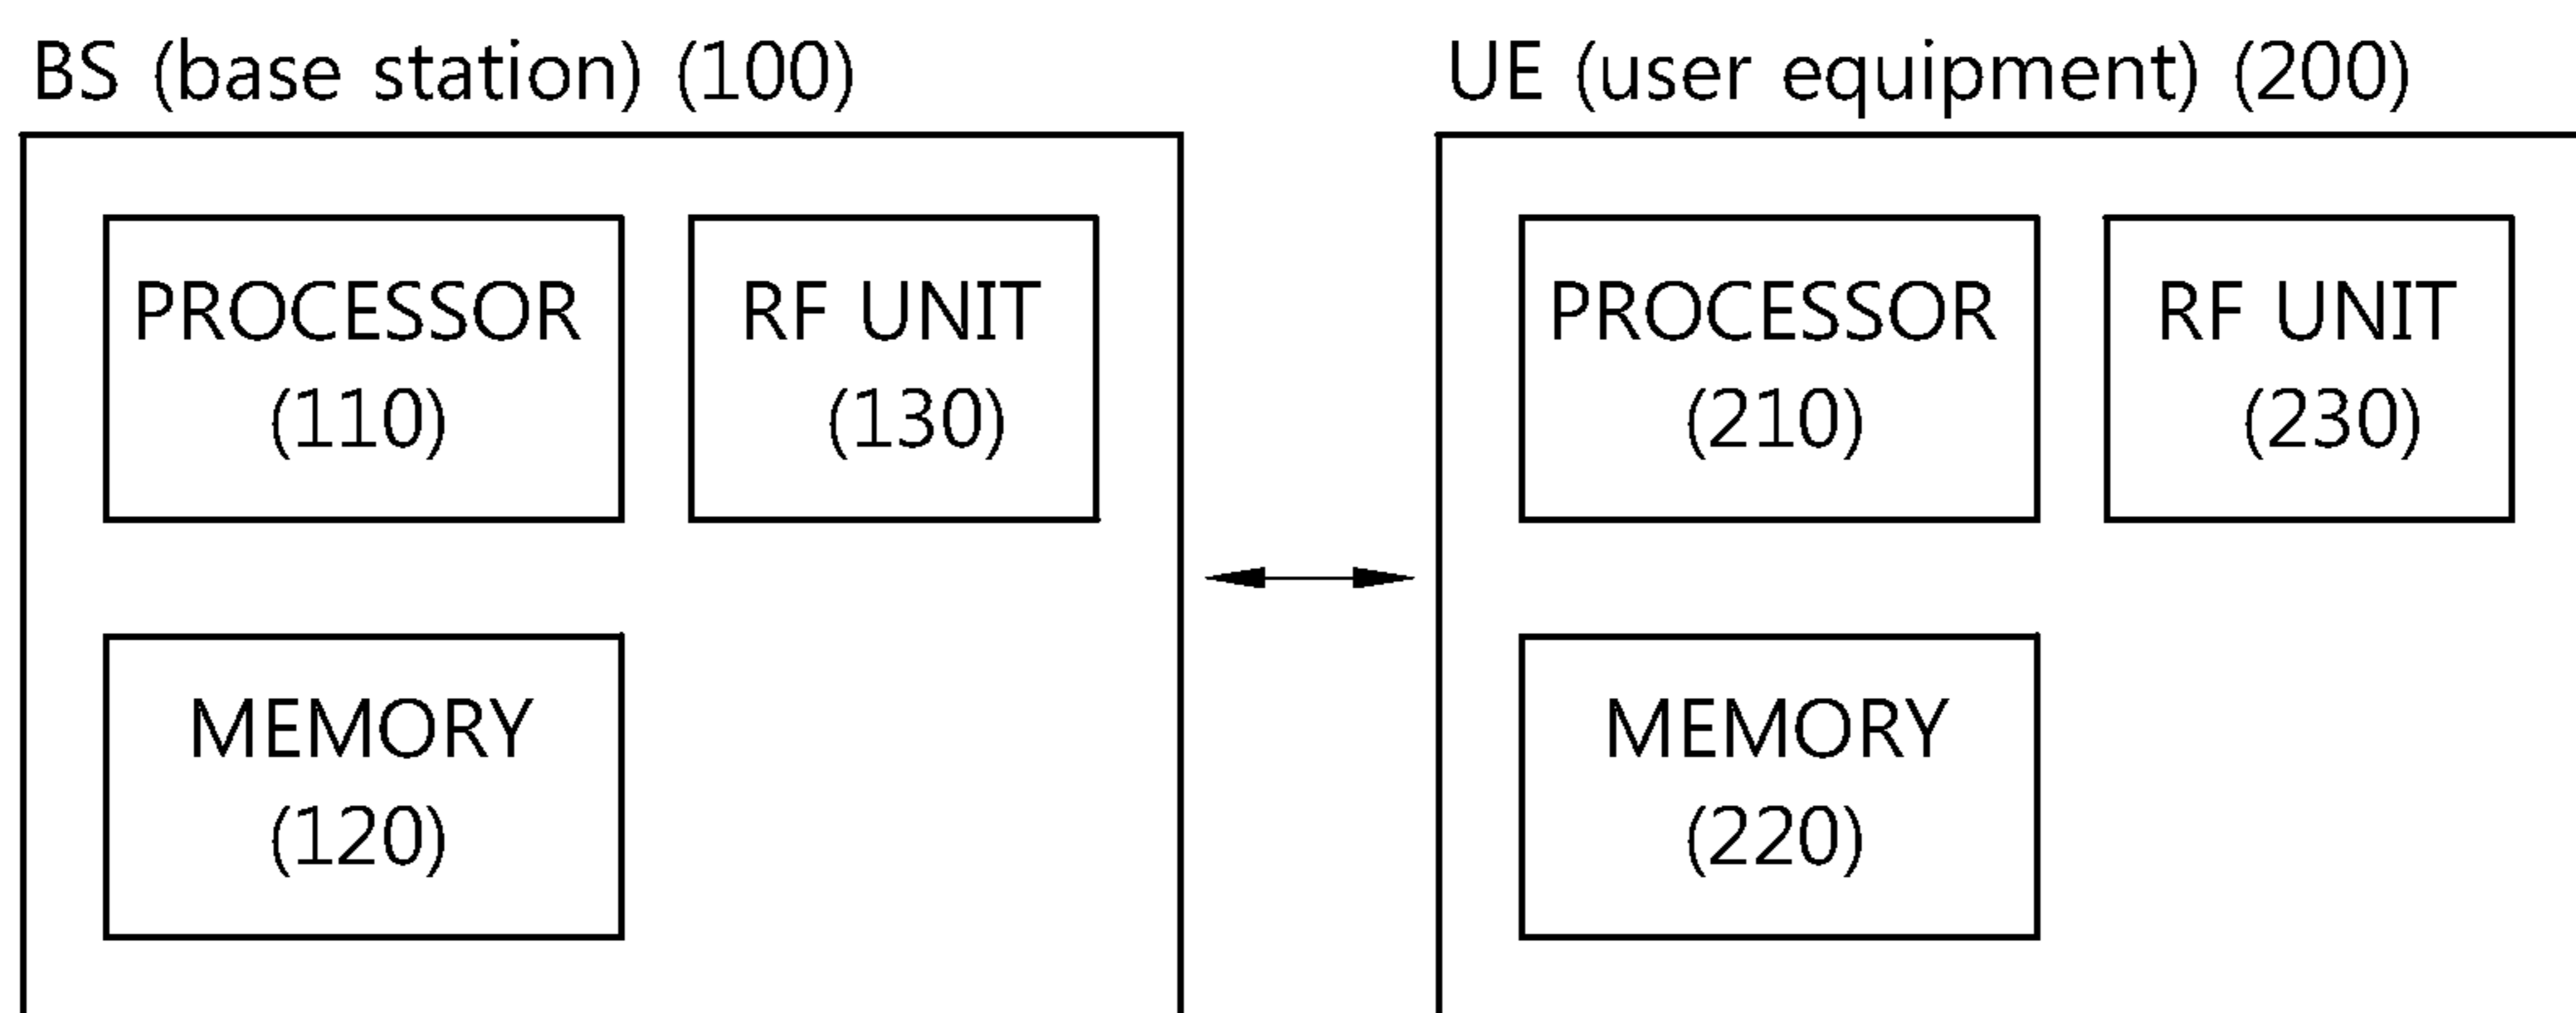 BS (base station) (100)
PROCESSOR
(110)
RF UNIT
(130)
MEMORY
(120)
UE (user equipment) (200)
PROCESSOR
(210)
RF UNIT
(230)
MEMORY
(220)